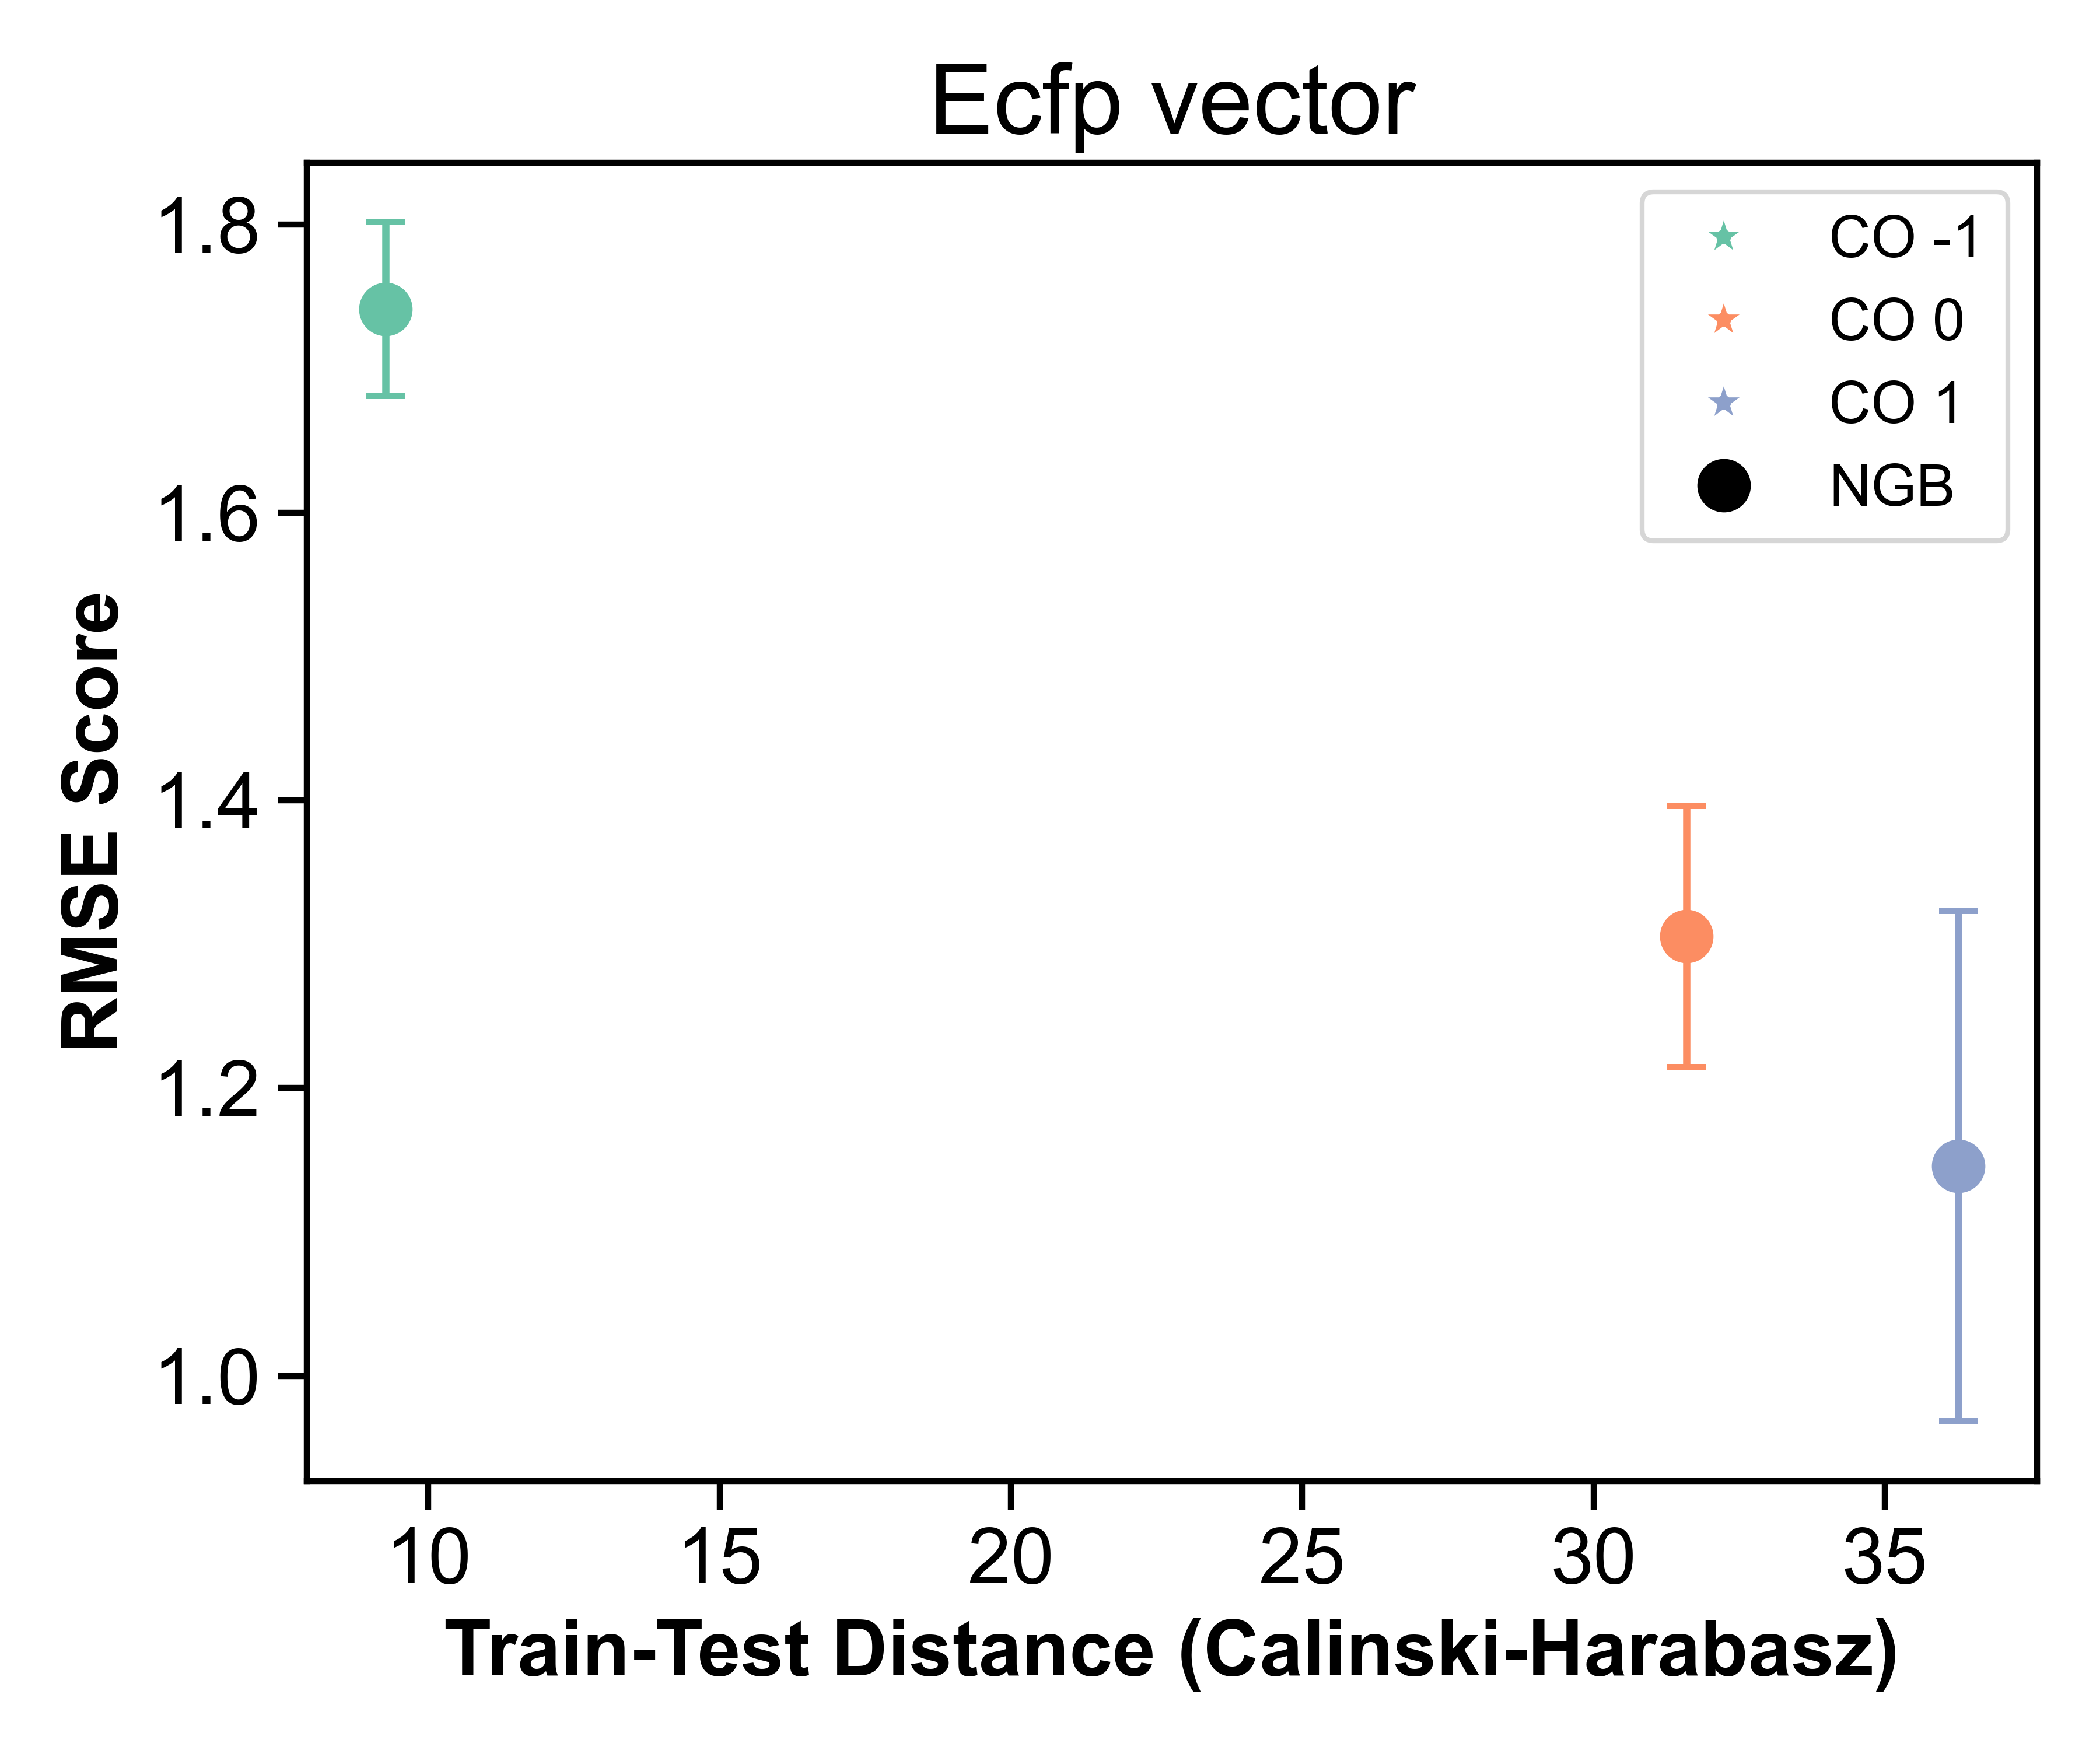 Ecfp vector
CO -1
CO 0
CO 1
NGB
RMSE Score
1.8
1.6
1.4
1.2
1.0
10 15 20 25 30 35
Train-Test Distance (Calinski-Harabasz)